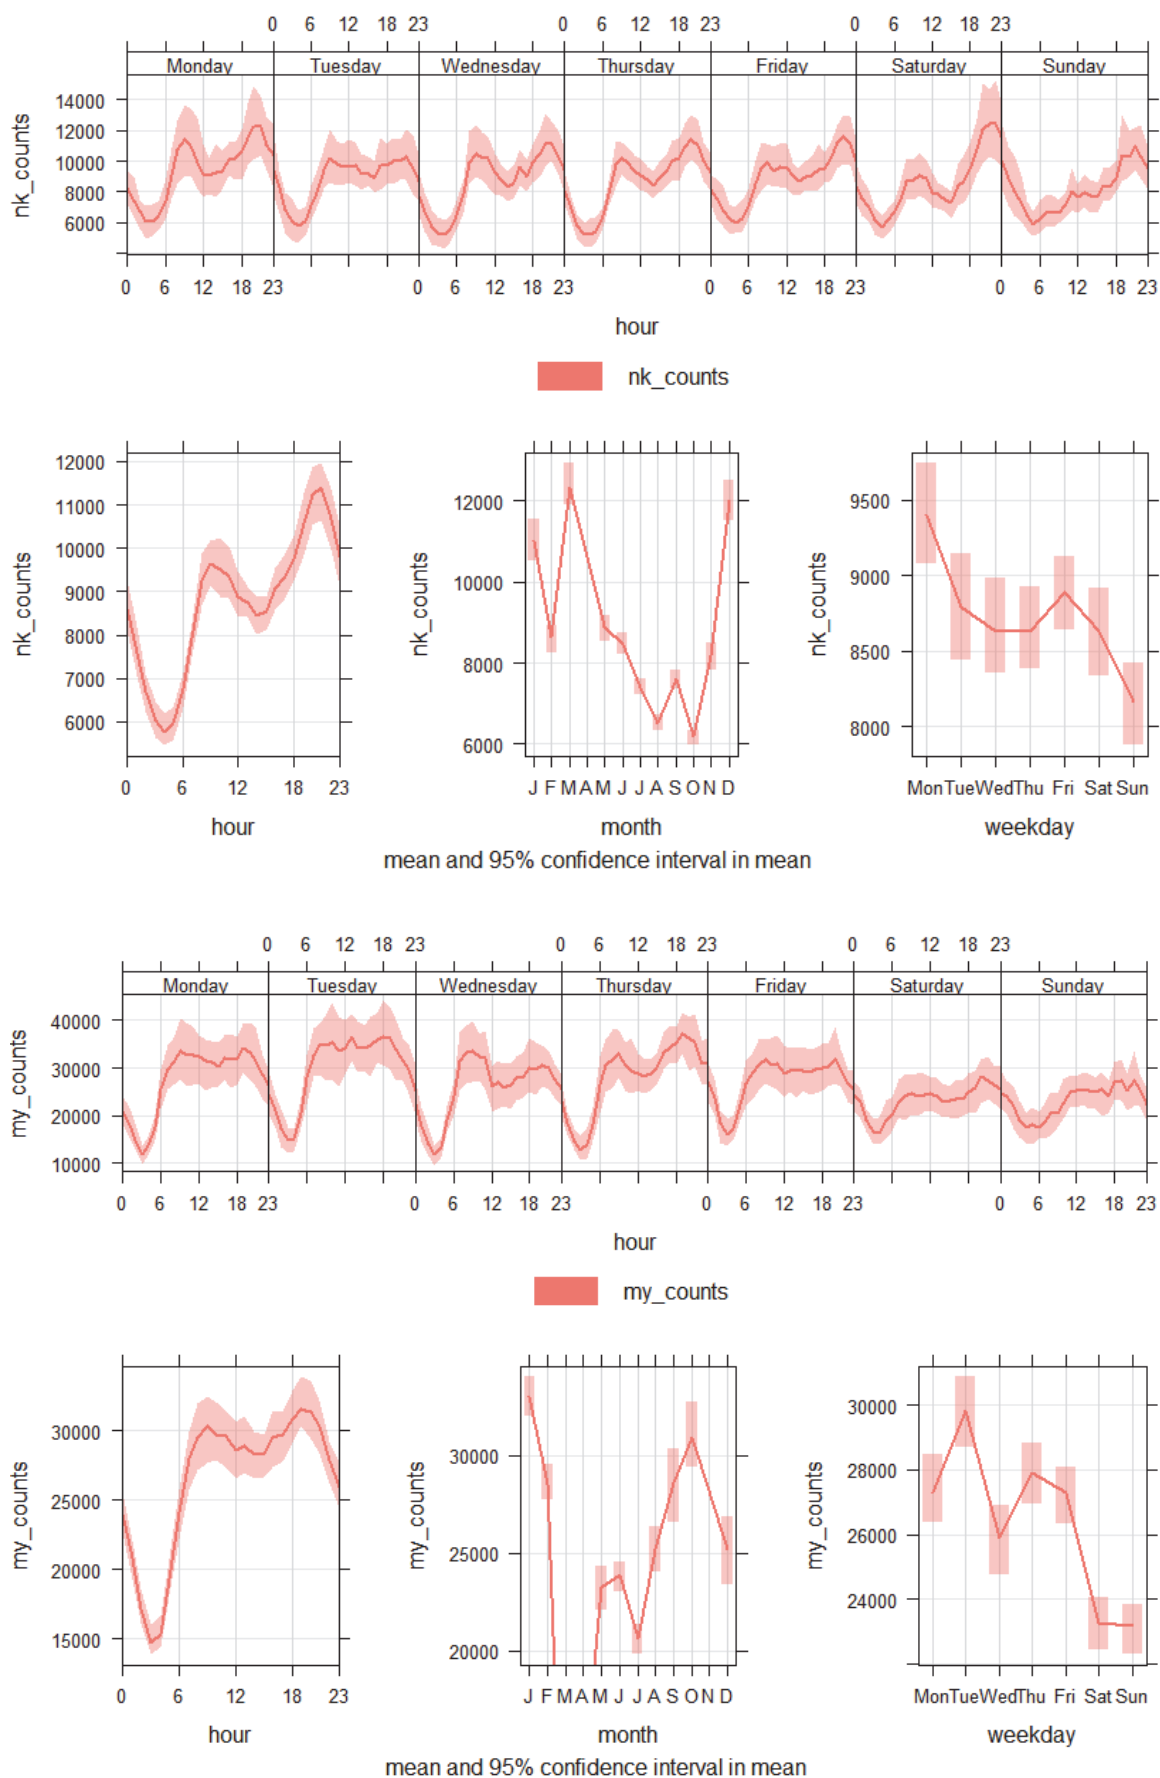 0 6 12 18 23 0 6 12 18 23 0 6 12 18 23
Monday Tuesday Wednesday Thursday Friday Saturday Sunday
14000
12000
10000
8000
6000
nk_counts
0 6 12 18 23 0 6 12 18 23 0 6 12 18 23 0 6 12 18 23
hour
nk_counts
12000
11000
10000
9000
8000
7000
6000
nk_counts
0 6 12 18 23
hour
12000
10000
8000
6000
nk_counts
J F M A M J J A S O N D
month
9500
9000
8500
8000
nk_counts
Mon Tue Wed Thu Fri Sat Sun
weekday
mean and 95% confidence interval in mean
0 6 12 18 23 0 6 12 18 23 0 6 12 18 23
Monday Tuesday Wednesday Thursday Friday Saturday Sunday
40000
30000
20000
10000
my_counts
0 6 12 18 23 0 6 12 18 23 0 6 12 18 23 0 6 12 18 23
hour
my_counts
30000
25000
20000
15000
my_counts
0 6 12 18 23
hour
30000
25000
20000
my_counts
J F M A M J J A S O N D
month
30000
28000
26000
24000
my_counts
Mon Tue Wed Thu Fri Sat Sun
weekday
mean and 95% confidence interval in mean